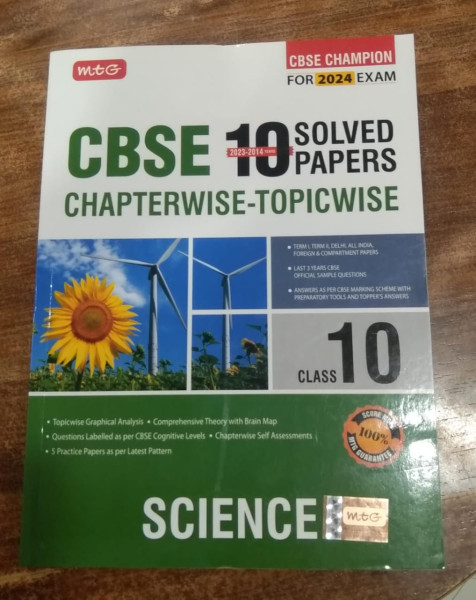 mtG
CBSE CHAMPION
FOR 2024 EXAM
CBSE 10 SOLVED PAPERS
2023-2014 YEARS
CHAPTERWISE-TOPICWISE
• TERM I, TERM II, DELHI, ALL INDIA,
FOREIGN & COMPARTMENT PAPERS
• LAST 3 YEARS CBSE
OFFICIAL SAMPLE QUESTIONS
• ANSWERS AS PER CBSE MARKING SCHEME WITH
PREPARATORY TOOLS AND TOPPER'S ANSWERS
CLASS 10
• Topicwise Graphical Analysis • Comprehensive Theory with Brain Map
• Questions Labelled as per CBSE Cognitive Levels • Chapterwise Self Assessments
• 5 Practice Papers as per Latest Pattern
SCORE
100%
MTG GUARANTEE
SCIENCE
mtG